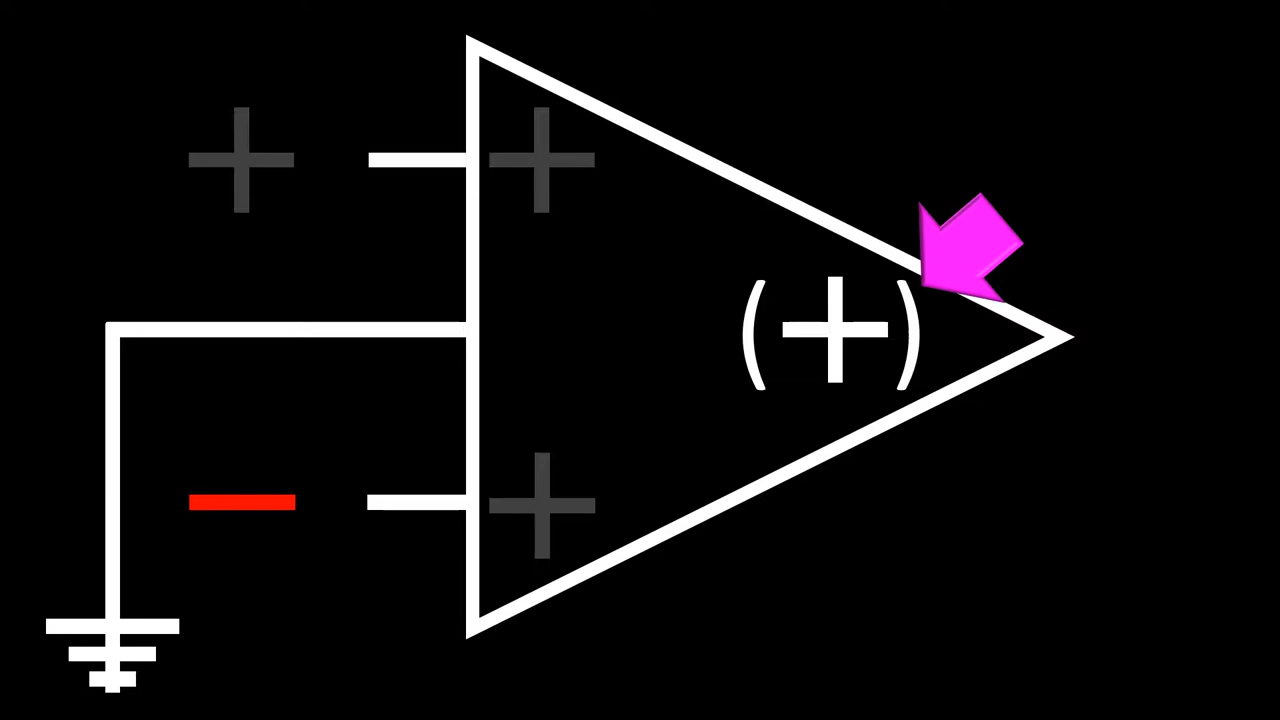 + +
(+)
− +